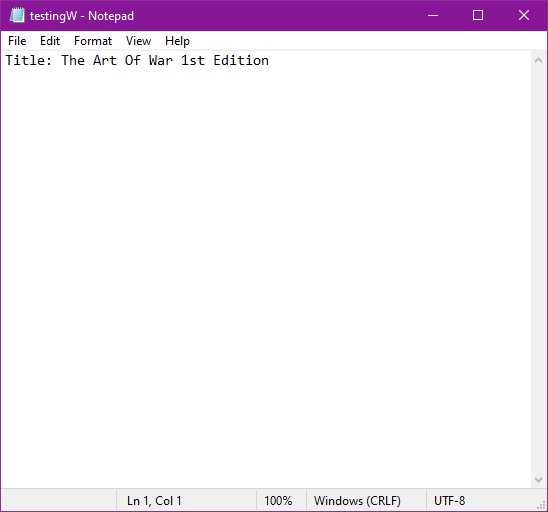 testingW - Notepad
File Edit Format View Help
Title: The Art Of War 1st Edition
Ln 1, Col 1 100% Windows (CRLF) UTF-8